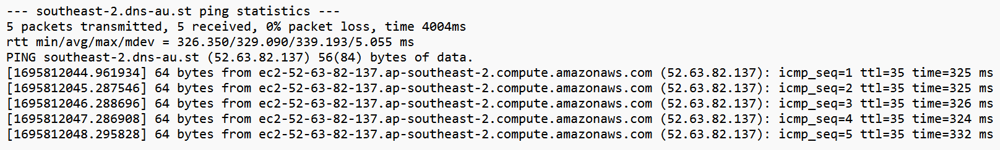 --- southeast-2.dns-au.st ping statistics ---
5 packets transmitted, 5 received, 0% packet loss, time 4004ms
rtt min/avg/max/mdev = 326.350/329.090/339.193/5.055 ms
PING southeast-2.dns-au.st (52.63.82.137) 56(84) bytes of data.
[1695812044.961934] 64 bytes from ec2-52-63-82-137.ap-southeast-2.compute.amazonaws.com (52.63.82.137): icmp_seq=1 ttl=35 time=325 ms
[1695812045.287546] 64 bytes from ec2-52-63-82-137.ap-southeast-2.compute.amazonaws.com (52.63.82.137): icmp_seq=2 ttl=35 time=325 ms
[1695812046.288696] 64 bytes from ec2-52-63-82-137.ap-southeast-2.compute.amazonaws.com (52.63.82.137): icmp_seq=3 ttl=35 time=326 ms
[1695812047.286908] 64 bytes from ec2-52-63-82-137.ap-southeast-2.compute.amazonaws.com (52.63.82.137): icmp_seq=4 ttl=35 time=324 ms
[1695812048.295828] 64 bytes from ec2-52-63-82-137.ap-southeast-2.compute.amazonaws.com (52.63.82.137): icmp_seq=5 ttl=35 time=332 ms